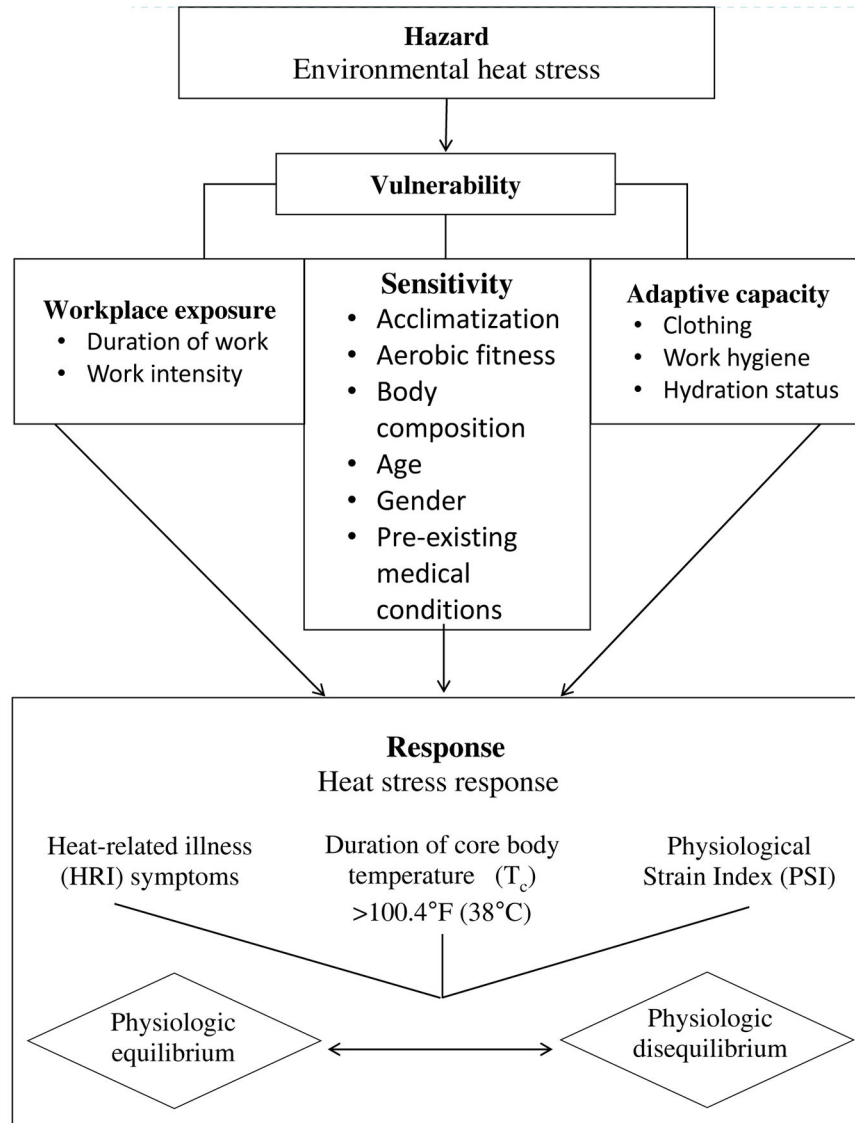 Hazard
Environmental heat stress
Vulnerability
Workplace exposure
• Duration of work
• Work intensity
Sensitivity
• Acclimatization
• Aerobic fitness
• Body
composition
• Age
• Gender
• Pre-existing
medical
conditions
Adaptive capacity
• Clothing
• Work hygiene
• Hydration status
Response
Heat stress response
Heat-related illness
(HRI) symptoms
Duration of core body
temperature (Tc)
>100.4°F (38°C)
Physiological
Strain Index (PSI)
Physiologic
equilibrium
Physiologic
disequilibrium